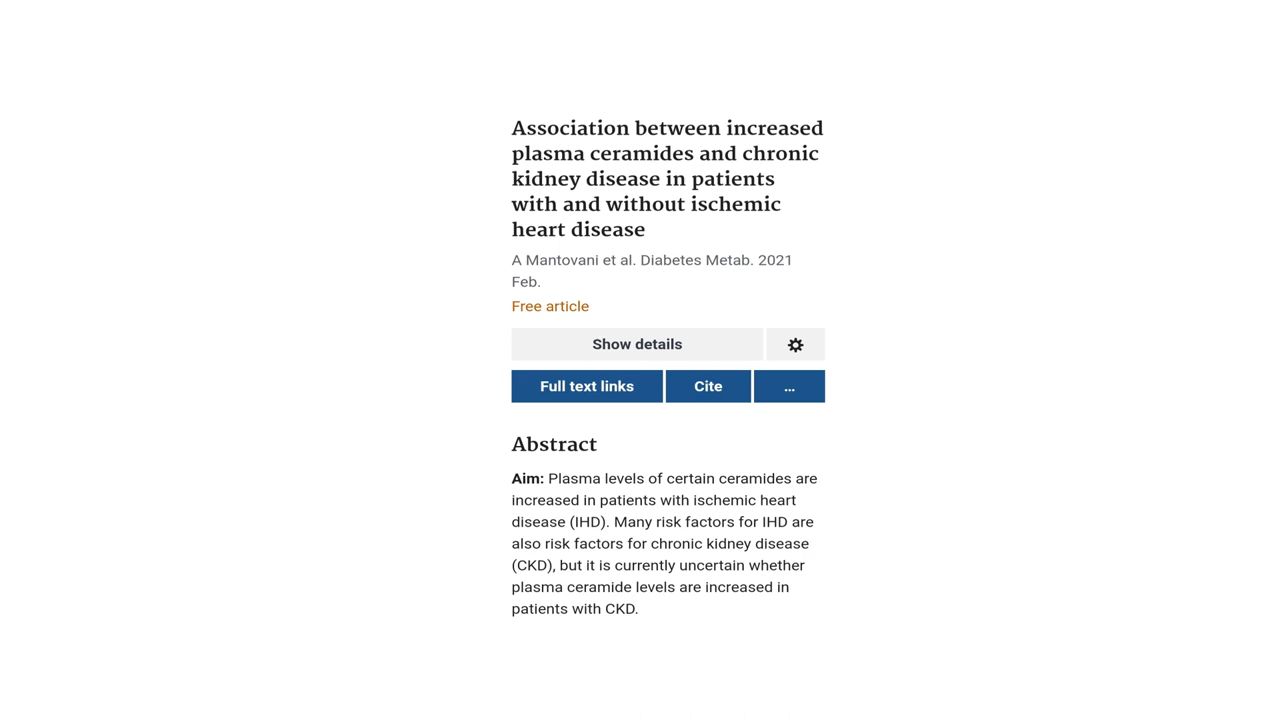 Association between increased
plasma ceramides and chronic
kidney disease in patients
with and without ischemic
heart disease
A Mantovani et al. Diabetes Metab. 2021
Feb.
Free article
Show details
Full text links Cite ...
Abstract
Aim: Plasma levels of certain ceramides are
increased in patients with ischemic heart
disease (IHD). Many risk factors for IHD are
also risk factors for chronic kidney disease
(CKD), but it is currently uncertain whether
plasma ceramide levels are increased in
patients with CKD.